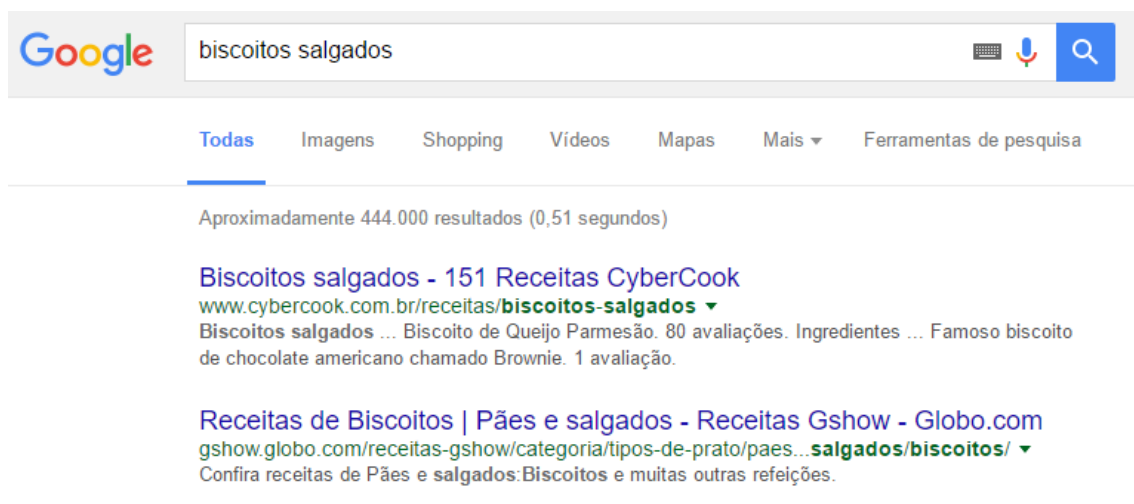 Google biscoitos salgados
Todas Imagens Shopping Vídeos Mapas Mais Ferramentas de pesquisa
Aproximadamente 444.000 resultados (0,51 segundos)
Biscoitos salgados - 151 Receitas CyberCook
www.cybercook.com.br/receitas/biscoitos-salgados
Biscoitos salgados ... Biscoito de Queijo Parmesão. 80 avaliações. Ingredientes ... Famoso biscoito
de chocolate americano chamado Brownie. 1 avaliação.
Receitas de Biscoitos | Pães e salgados - Receitas Gshow - Globo.com
gshow.globo.com/receitas-gshow/categoria/tipos-de-prato/paes...salgados/biscoitos/
Confira receitas de Pães e salgados:Biscoitos e muitas outras refeições.